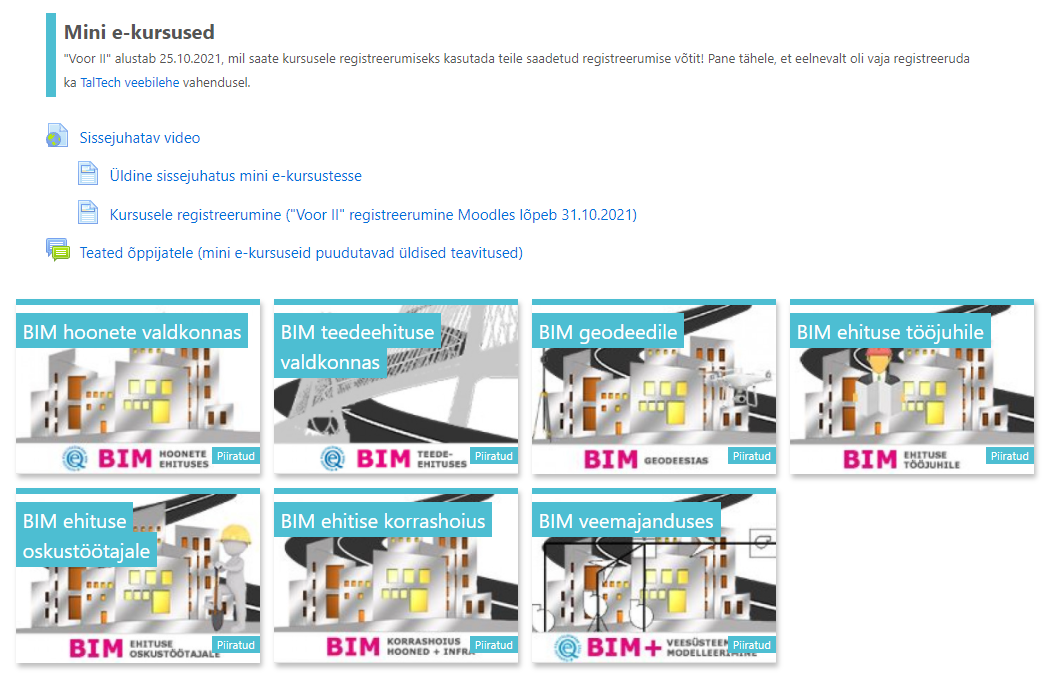 Mini e-kursused
"Voor II" alustab 25.10.2021, mil saate kursusele registreerumiseks kasutada teile saadetud registreerumise võtit! Pane tähele, et eelnevalt oli vaja registreeruda
ka TalTech veebilehe vahendusel.
Sissejuhatav video
Üldine sissejuhatus mini e-kursustesse
Kursusele registreerumine ("Voor II" registreerumine Moodles lõpeb 31.10.2021)
Teated õppijatele (mini e-kursuseid puudutavad üldised teavitused)
BIM hoonete valdkonnas
BIM HOONETE
EHITUSES
Piiratud
BIM teedeehituse
valdkonnas
BIM TEEDE-
EHITUSES
Piiratud
BIM geodeedile
BIM GEODEESIAS
Piiratud
BIM ehituse tööjuhile
BIM EHITUSE
TÖÖJUHILE
Piiratud
BIM ehituse
oskustöötajale
BIM EHITUSE
OSKUSTÖÖTAJALE
Piiratud
BIM ehitise korrashoius
BIM KORRASHOIUS
HOONED + INFRA
Piiratud
BIM veemajanduses
BIM+
MODELLEERIMINE
Piiratud